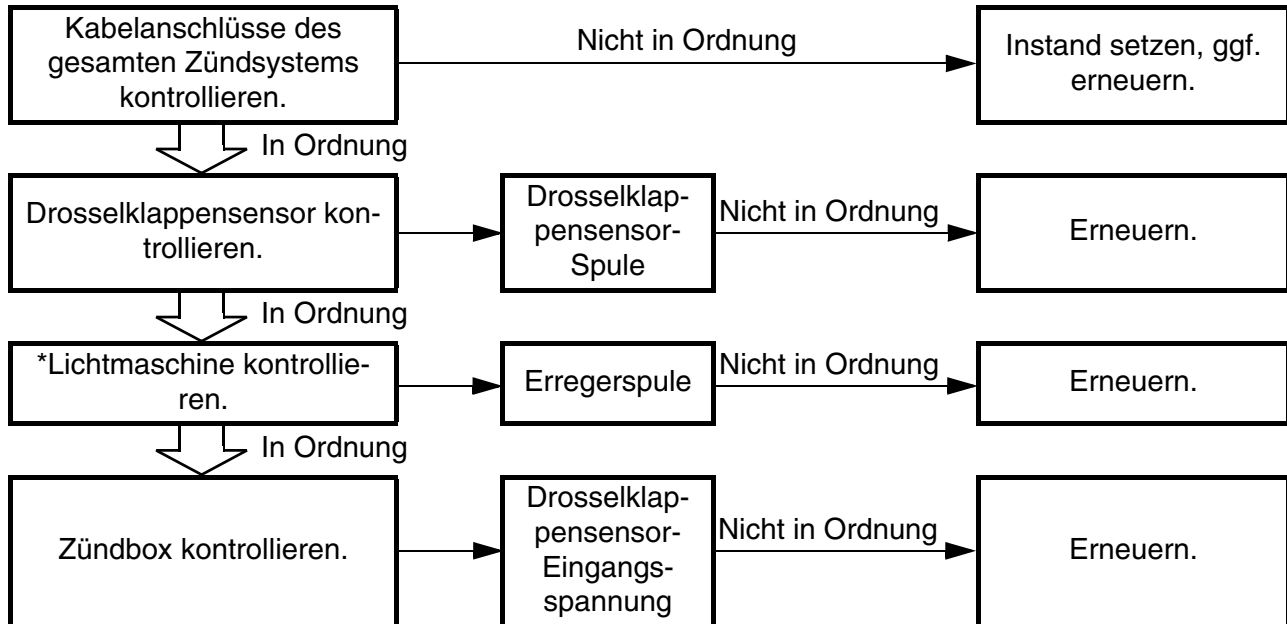 Kabelanschlüsse des
gesamten Zündsystems
kontrollieren.
Nicht in Ordnung
Instand setzen, ggf.
erneuern.
In Ordnung
Drosselklappensensor kon-
trollieren.
Drosselklap-
pensensor-
Spule
Nicht in Ordnung
Erneuern.
In Ordnung
*Lichtmaschine kontrollie-
ren.
Erregerspule
Nicht in Ordnung
Erneuern.
In Ordnung
Zündbox kontrollieren.
Drosselklap-
pensensor-
Eingangs-
spannung
Nicht in Ordnung
Erneuern.